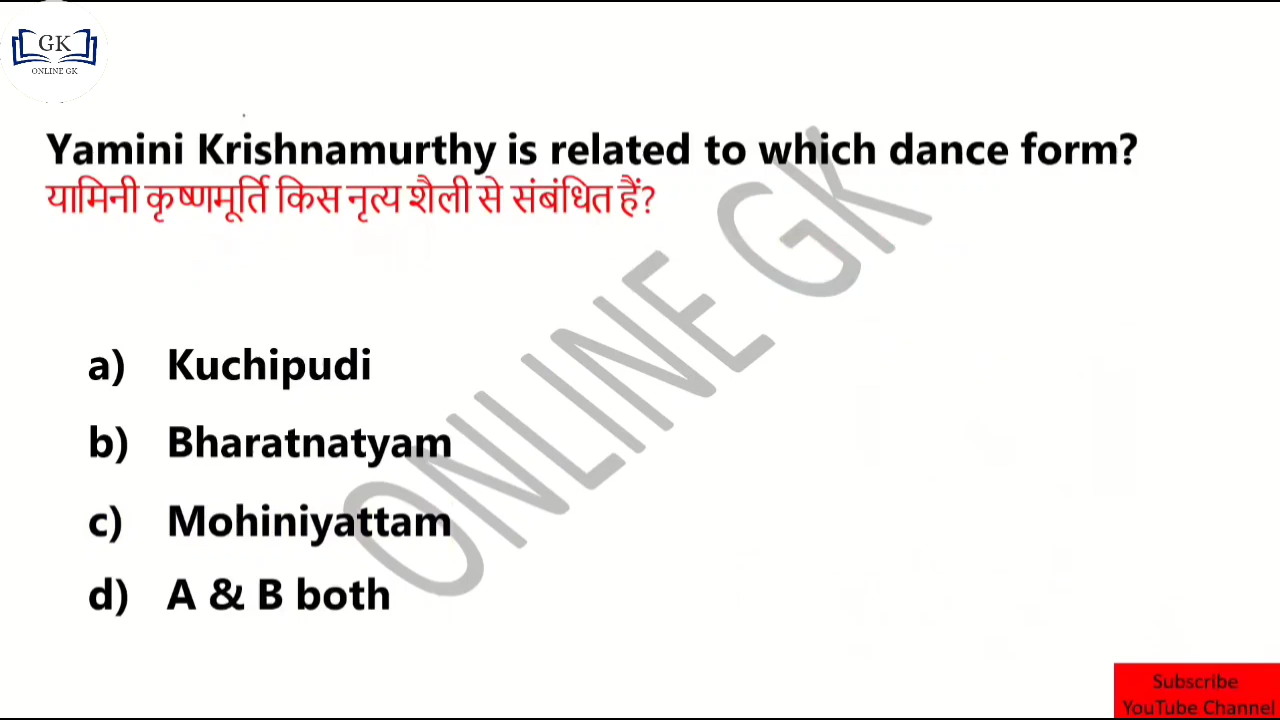 GK
ONLINE GK
Yamini Krishnamurthy is related to which dance form?
यामिनी कृष्णमूर्ति किस नृत्य शैली से संबंधित हैं?
ONLINE GK
a) Kuchipudi
b) Bharatnatyam
c) Mohiniyattam
d) A & B both
Subscribe
YouTube Channel